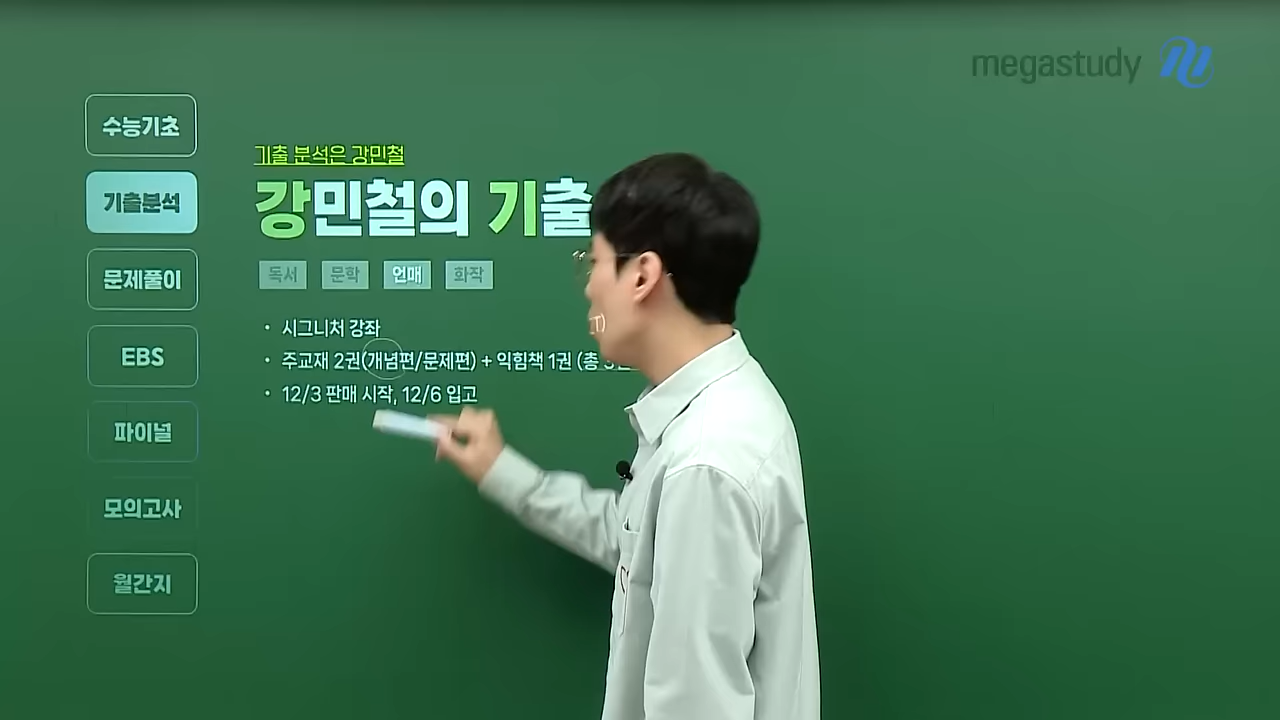 megastudy
수능기초
기출분석
문제풀이
EBS
파이널
모의고사
월간지
기출 분석은 강민철
강민철의 기출
독서 문학 언매 화작
• 시그니처 강좌
• 주교재 2권(개념편/문제편) + 익힘책 1권 (총
• 12/3 판매 시작, 12/6 입고